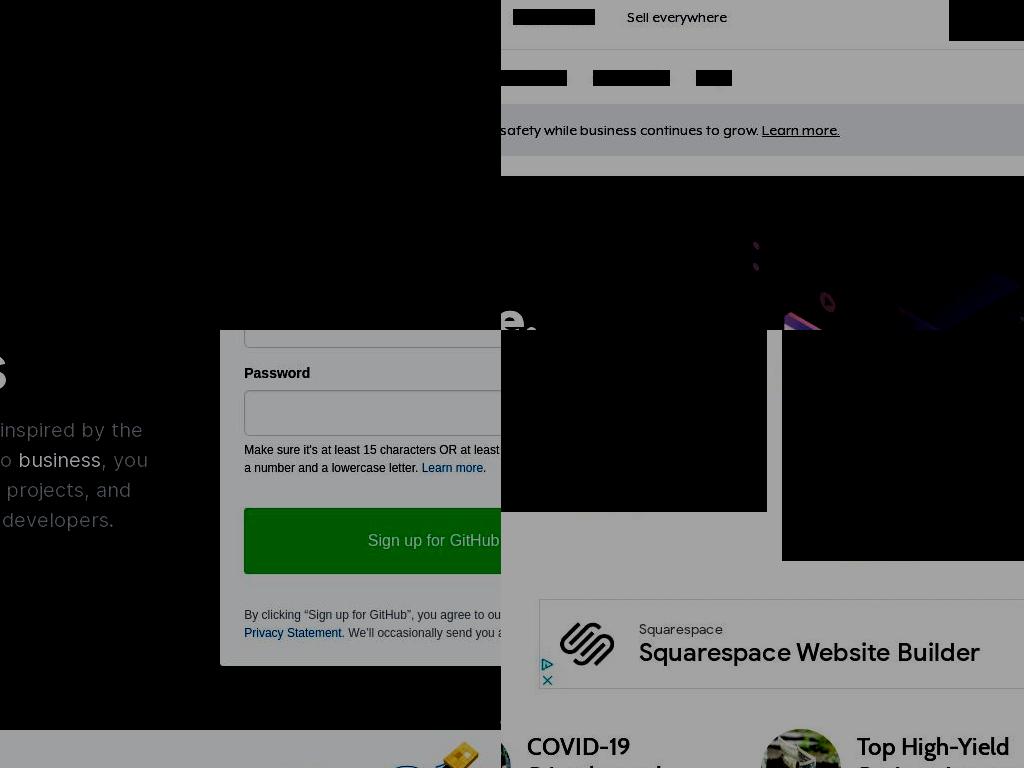 Sell everywhere
safety while business continues to grow. Learn more.
e.
s
inspired by the
o business, you
projects, and
developers.
Password
Make sure it's at least 15 characters OR at least
a number and a lowercase letter. Learn more.
Sign up for GitHub
By clicking “Sign up for GitHub”, you agree to ou
Privacy Statement. We’ll occasionally send you a
Squarespace
Squarespace Website Builder
COVID-19
Top High-Yield